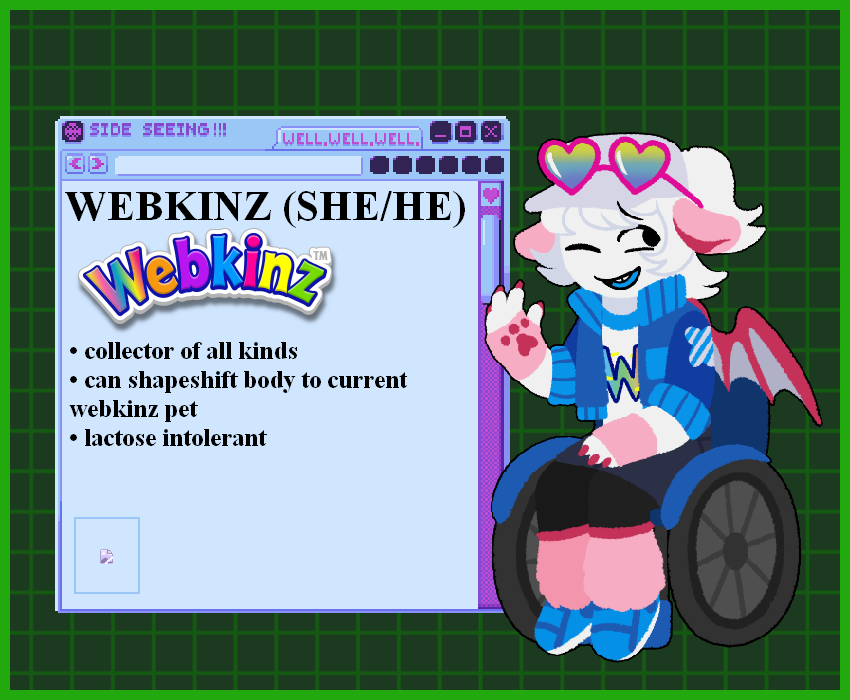 SIDE SEEING!!!
WELL.WELL.WELL.
WEBKINZ (SHE/HE)
Webkinz™
• collector of all kinds
• can shapeshift body to current
webkinz pet
• lactose intolerant
W